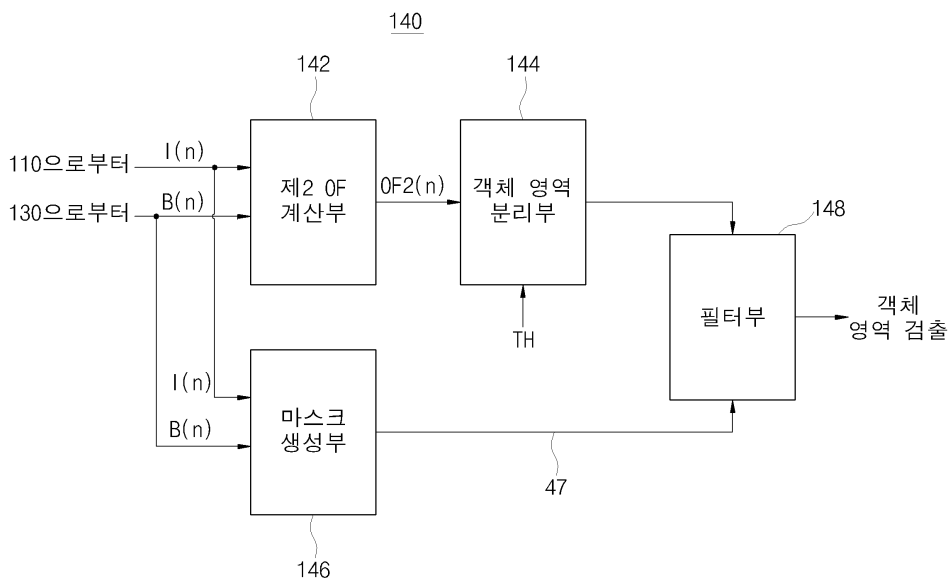 140
142
144
110으로부터
I(n)
제2 OF
계산부
OF2(n)
객체 영역
분리부
130으로부터
B(n)
148
필터부
객체
영역 검출
TH
I(n)
B(n)
마스크
생성부
47
146